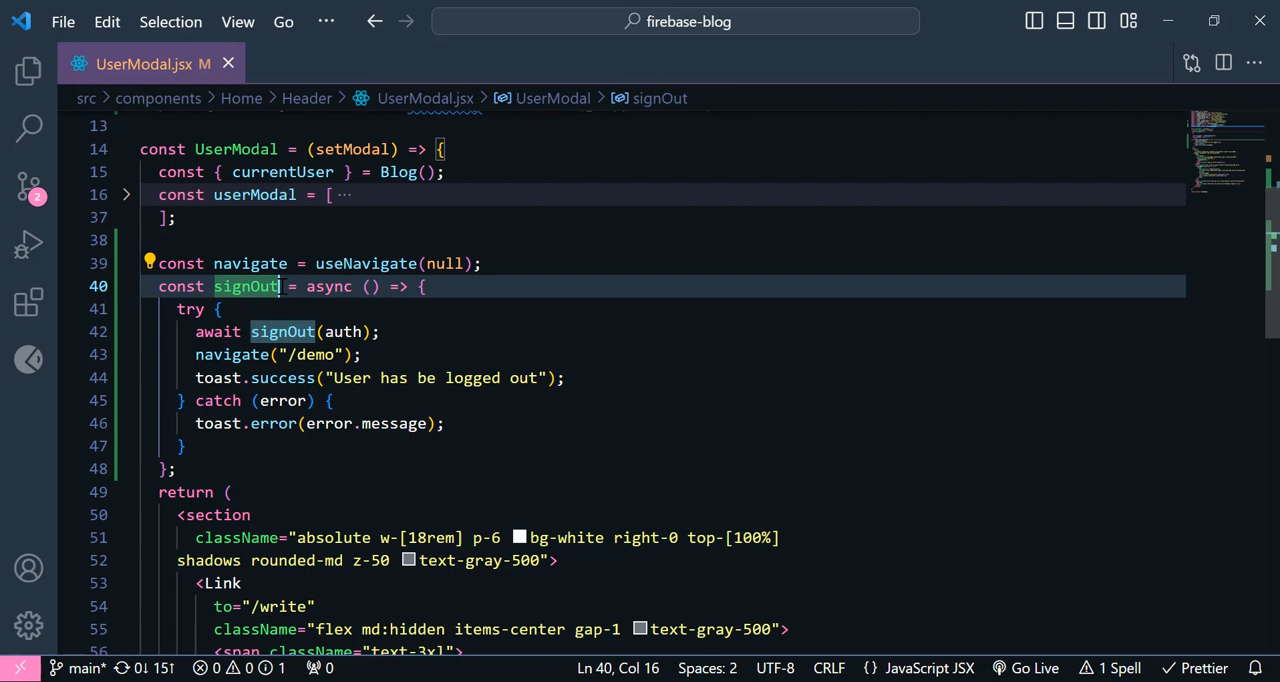 File Edit Selection View Go ··· firebase-blog
UserModal.jsx M
src > components > Home > Header > UserModal.jsx > UserModal > signOut
13
14 const UserModal = (setModal) => {
15 const { currentUser } = Blog();
16 const userModal = [ ···
37 ];
38
39 const navigate = useNavigate(null);
40 const signOut = async () => {
41 try {
42 await signOut(auth);
43 navigate("/demo");
44 toast.success("User has be logged out");
45 } catch (error) {
46 toast.error(error.message);
47 }
48 };
49 return (
50 <section
51 className="absolute w-[18rem] p-6 bg-white right-0 top-[100%]
52 shadows rounded-md z-50 text-gray-500">
53 <Link
54 to="/write"
55 className="flex md:hidden items-center gap-1 text-gray-500">
56 <span className="text-3xl">
2
main* 0↓ 15↑ 0 0 1 0 Ln 40, Col 16 Spaces: 2 UTF-8 CRLF {} JavaScript JSX Go Live 1 Spell Prettier